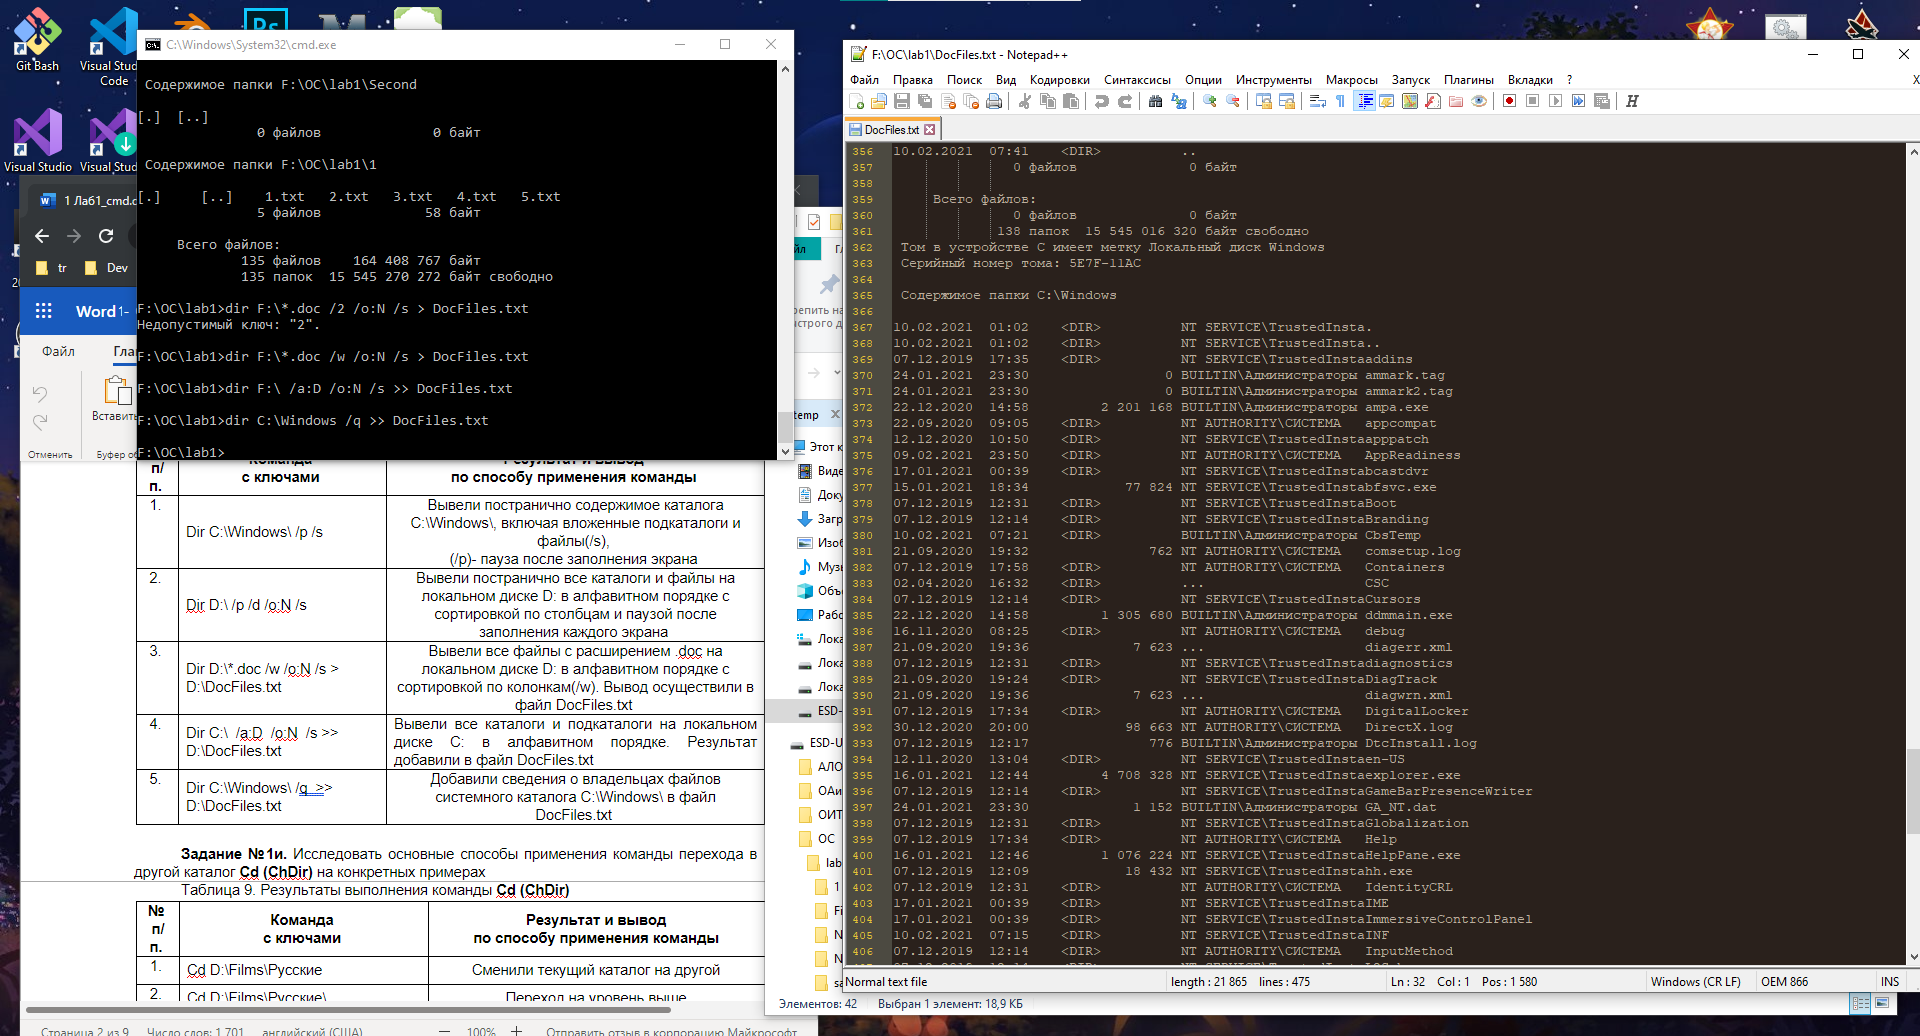 Git Bash
Visual Stud
Code
Visual Studio
Visual Stud
Ps
C:\Windows\System32\cmd.exe
Содержимое папки F:\OC\lab1\Second
[.]  [..]
0 файлов 0 байт
Содержимое папки F:\OC\lab1\1
[.] [..] 1.txt 2.txt 3.txt 4.txt 5.txt
5 файлов 58 байт
Всего файлов:
135 файлов 164 408 767 байт
135 папок 15 545 270 272 байт свободно
F:\OC\lab1>dir F:\*.doc /2 /o:N /s > DocFiles.txt
Недопустимый ключ: "2".
F:\OC\lab1>dir F:\*.doc /w /o:N /s > DocFiles.txt
F:\OC\lab1>dir F:\ /a:D /o:N /s >> DocFiles.txt
F:\OC\lab1>dir C:\Windows /q >> DocFiles.txt
F:\OC\lab1>
1 Лаб1_cmd.c
tr
Dev
Word
1-
Файл
Гла
Вставить
Отменить
Буфер об
п/
п.
Команда
с ключами
Результат и вывод
по способу применения команды
1.
Dir C:\Windows\ /p /s
Вывели постранично содержимое каталога
C:\Windows\, включая вложенные подкаталоги и
файлы(/s),
(/p)- пауза после заполнения экрана
2.
Dir D:\ /p /d /o:N /s
Вывели постранично все каталоги и файлы на
локальном диске D: в алфавитном порядке с
сортировкой по столбцам и паузой после
заполнения каждого экрана
3.
Dir D:\*.doc /w /o:N /s >
D:\DocFiles.txt
Вывели все файлы с расширением .doc на
локальном диске D: в алфавитном порядке с
сортировкой по колонкам(/w). Вывод осуществили в
файл DocFiles.txt
4.
Dir C:\ /a:D /o:N /s >>
D:\DocFiles.txt
Вывели все каталоги и подкаталоги на локальном
диске C: в алфавитном порядке. Результат
добавили в файл DocFiles.txt
5.
Dir C:\Windows\ /q >>
D:\DocFiles.txt
Добавили сведения о владельцах файлов
системного каталога C:\Windows\ в файл
DocFiles.txt
Задание №1и. Исследовать основные способы применения команды перехода в
другой каталог Cd (ChDir) на конкретных примерах
Таблица 9. Результаты выполнения команды Cd (ChDir)
№
п/
п.
Команда
с ключами
Результат и вывод
по способу применения команды
1.
Cd D:\Films\Русские
Сменили текущий каталог на другой
2.
Cd D:\Films\Русские\
Переход на уровень выше
Страница 2 из 9
Число слов: 1 701
английский (США)
100%
Отправить отзыв в корпорацию Майкрософт
temp
Этот к
Виде
Доку
Загр
Изоб
Музы
Объе
Рабо
Лока
Лока
Лока
ESD-
ESD-U
АЛО
ОАи
ОИТ
ОС
lab
1
Fi
N
N
sa
Элементов: 42
Выбран 1 элемент: 18,9 КБ
F:\OC\lab1\DocFiles.txt - Notepad++
Файл Правка Поиск Вид Кодировки Синтаксисы Опции Инструменты Макросы Запуск Плагины Вкладки ?
X
DocFiles.txt
356 10.02.2021 07:41 <DIR> ..
357 0 файлов 0 байт
358
359 Всего файлов:
360 0 файлов 0 байт
361 138 папок 15 545 016 320 байт свободно
362 Том в устройстве C имеет метку Локальный диск Windows
363 Серийный номер тома: 5E7F-11AC
364
365 Содержимое папки C:\Windows
366
367 10.02.2021 01:02 <DIR> NT SERVICE\TrustedInsta.
368 10.02.2021 01:02 <DIR> NT SERVICE\TrustedInsta..
369 07.12.2019 17:35 <DIR> NT SERVICE\TrustedInstaaddins
370 24.01.2021 23:30 0 BUILTIN\Администраторы ammark.tag
371 24.01.2021 23:30 0 BUILTIN\Администраторы ammark2.tag
372 22.12.2020 14:58 2 201 168 BUILTIN\Администраторы ampa.exe
373 22.09.2020 09:05 <DIR> NT AUTHORITY\СИСТЕМА appcompat
374 12.12.2020 10:50 <DIR> NT SERVICE\TrustedInstaapppatch
375 09.02.2021 23:50 <DIR> NT AUTHORITY\СИСТЕМА AppReadiness
376 17.01.2021 00:39 <DIR> NT SERVICE\TrustedInstabcastdvr
377 15.01.2021 18:34 77 824 NT SERVICE\TrustedInstabfsvc.exe
378 07.12.2019 12:31 <DIR> NT SERVICE\TrustedInstaBoot
379 07.12.2019 12:14 <DIR> NT SERVICE\TrustedInstaBranding
380 10.02.2021 07:21 <DIR> BUILTIN\Администраторы CbsTemp
381 21.09.2020 19:32 762 NT AUTHORITY\СИСТЕМА comsetup.log
382 07.12.2019 17:58 <DIR> NT AUTHORITY\СИСТЕМА Containers
383 02.04.2020 16:32 <DIR> ... CSC
384 07.12.2019 12:14 <DIR> NT SERVICE\TrustedInstaCursors
385 22.12.2020 14:58 1 305 680 BUILTIN\Администраторы ddmmain.exe
386 16.11.2020 08:25 <DIR> NT AUTHORITY\СИСТЕМА debug
387 21.09.2020 19:36 7 623 ... diagerr.xml
388 07.12.2019 12:31 <DIR> NT SERVICE\TrustedInstadiagnostics
389 21.09.2020 19:24 <DIR> NT SERVICE\TrustedInstaDiagTrack
390 21.09.2020 19:36 7 623 ... diagwrn.xml
391 07.12.2019 17:34 <DIR> NT AUTHORITY\СИСТЕМА DigitalLocker
392 30.12.2020 20:00 98 663 NT AUTHORITY\СИСТЕМА DirectX.log
393 07.12.2019 12:17 776 BUILTIN\Администраторы DtcInstall.log
394 12.11.2020 13:04 <DIR> NT SERVICE\TrustedInstaen-US
395 16.01.2021 12:44 4 708 328 NT SERVICE\TrustedInstaexplorer.exe
396 07.12.2019 12:14 <DIR> NT SERVICE\TrustedInstaGameBarPresenceWriter
397 24.01.2021 23:30 1 152 BUILTIN\Администраторы GA_NT.dat
398 07.12.2019 12:31 <DIR> NT SERVICE\TrustedInstaGlobalization
399 07.12.2019 17:34 <DIR> NT AUTHORITY\СИСТЕМА Help
400 16.01.2021 12:46 1 076 224 NT SERVICE\TrustedInstaHelpPane.exe
401 07.12.2019 12:09 18 432 NT SERVICE\TrustedInstahh.exe
402 07.12.2019 12:31 <DIR> NT AUTHORITY\СИСТЕМА IdentityCRL
403 17.01.2021 00:39 <DIR> NT SERVICE\TrustedInstaIME
404 17.01.2021 00:39 <DIR> NT SERVICE\TrustedInstaImmersiveControlPanel
405 10.02.2021 07:15 <DIR> NT SERVICE\TrustedInstaINF
406 07.12.2019 12:14 <DIR> NT AUTHORITY\СИСТЕМА InputMethod
Normal text file
length : 21 865 lines : 475
Ln : 32 Col : 1 Pos : 1 580
Windows (CR LF)
OEM 866
INS